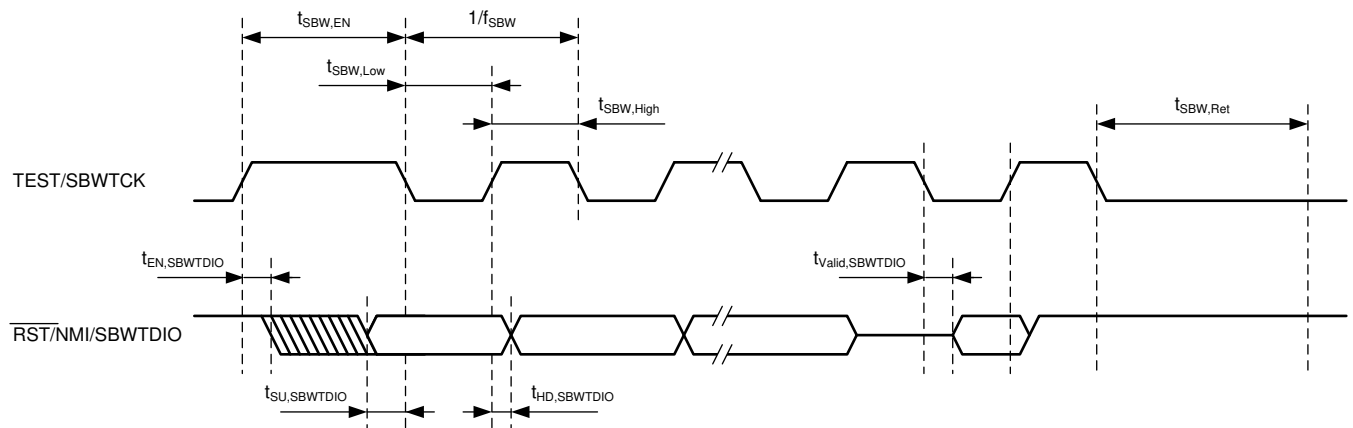 tSBW,EN
1/fSBW
tSBW,Low
tSBW,High
tSBW,Ret
TEST/SBWTCK
tEN,SBWTDIO
tValid,SBWTDIO
RST/NMI/SBWTDIO
tSU,SBWTDIO
tHD,SBWTDIO